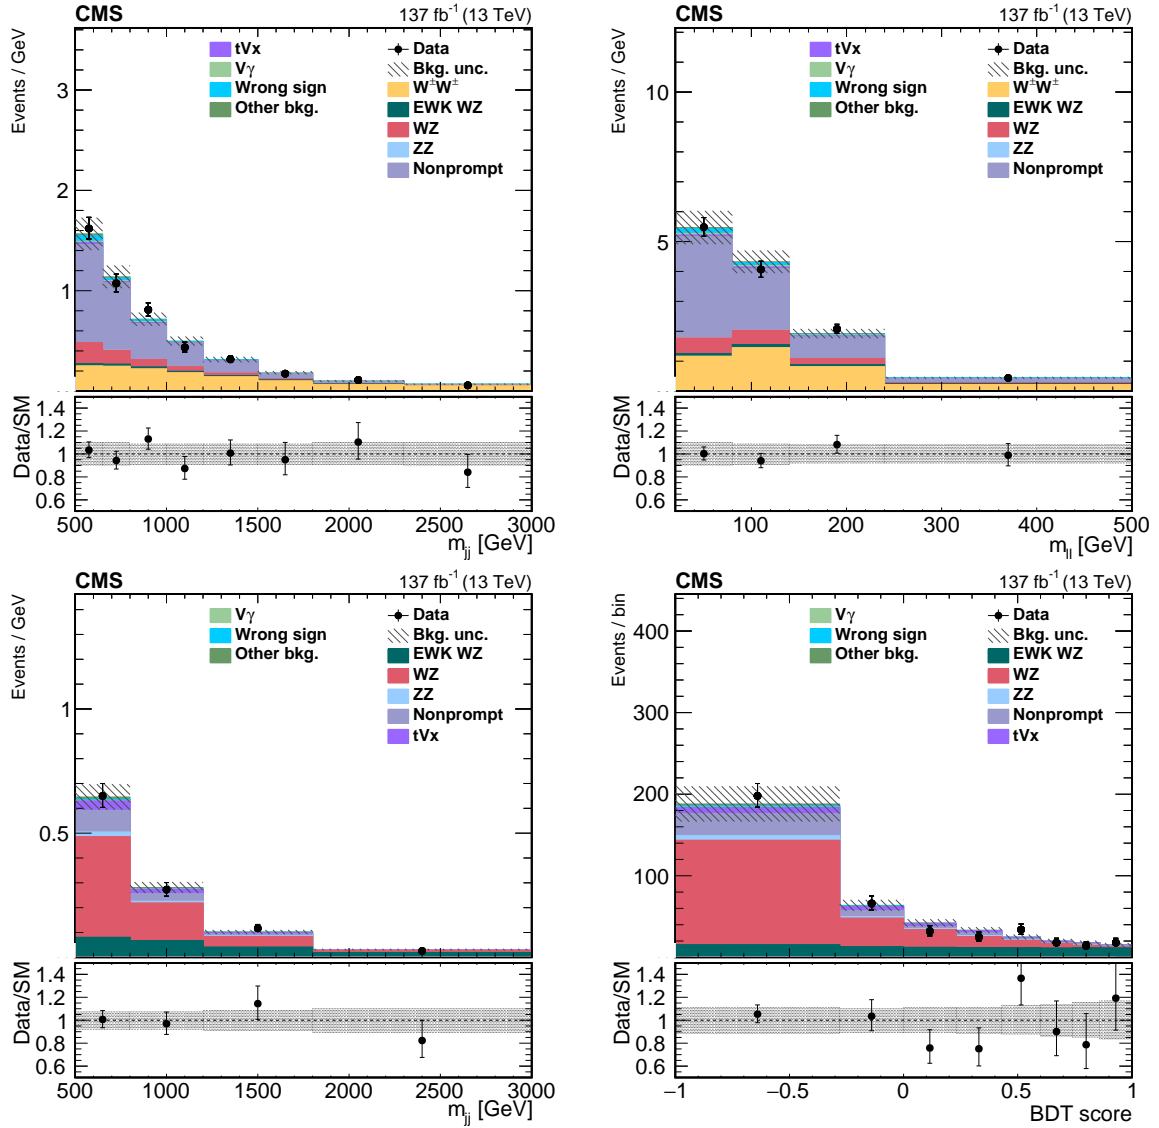 CMS 137 fb⁻¹ (13 TeV)
Events / GeV
tVx
Vγ
Wrong sign
Other bkg.
Data
Bkg. unc.
W±W±
EWK WZ
WZ
ZZ
Nonprompt
3
2
1
Data/SM
1.4
1.2
1
0.8
0.6
500 1000 1500 2000 2500 3000
m_jj [GeV]
CMS 137 fb⁻¹ (13 TeV)
Events / GeV
tVx
Vγ
Wrong sign
Other bkg.
Data
Bkg. unc.
W±W±
EWK WZ
WZ
ZZ
Nonprompt
10
5
Data/SM
1.4
1.2
1
0.8
0.6
100 200 300 400 500
m_ll [GeV]
CMS 137 fb⁻¹ (13 TeV)
Events / GeV
Vγ
Wrong sign
Other bkg.
Data
Bkg. unc.
EWK WZ
WZ
ZZ
Nonprompt
tVx
1
0.5
Data/SM
1.4
1.2
1
0.8
0.6
500 1000 1500 2000 2500 3000
m_jj [GeV]
CMS 137 fb⁻¹ (13 TeV)
Events / bin
Vγ
Wrong sign
Other bkg.
Data
Bkg. unc.
EWK WZ
WZ
ZZ
Nonprompt
tVx
400
300
200
100
Data/SM
1.4
1.2
1
0.8
0.6
−1 −0.5 0 0.5 1
BDT score